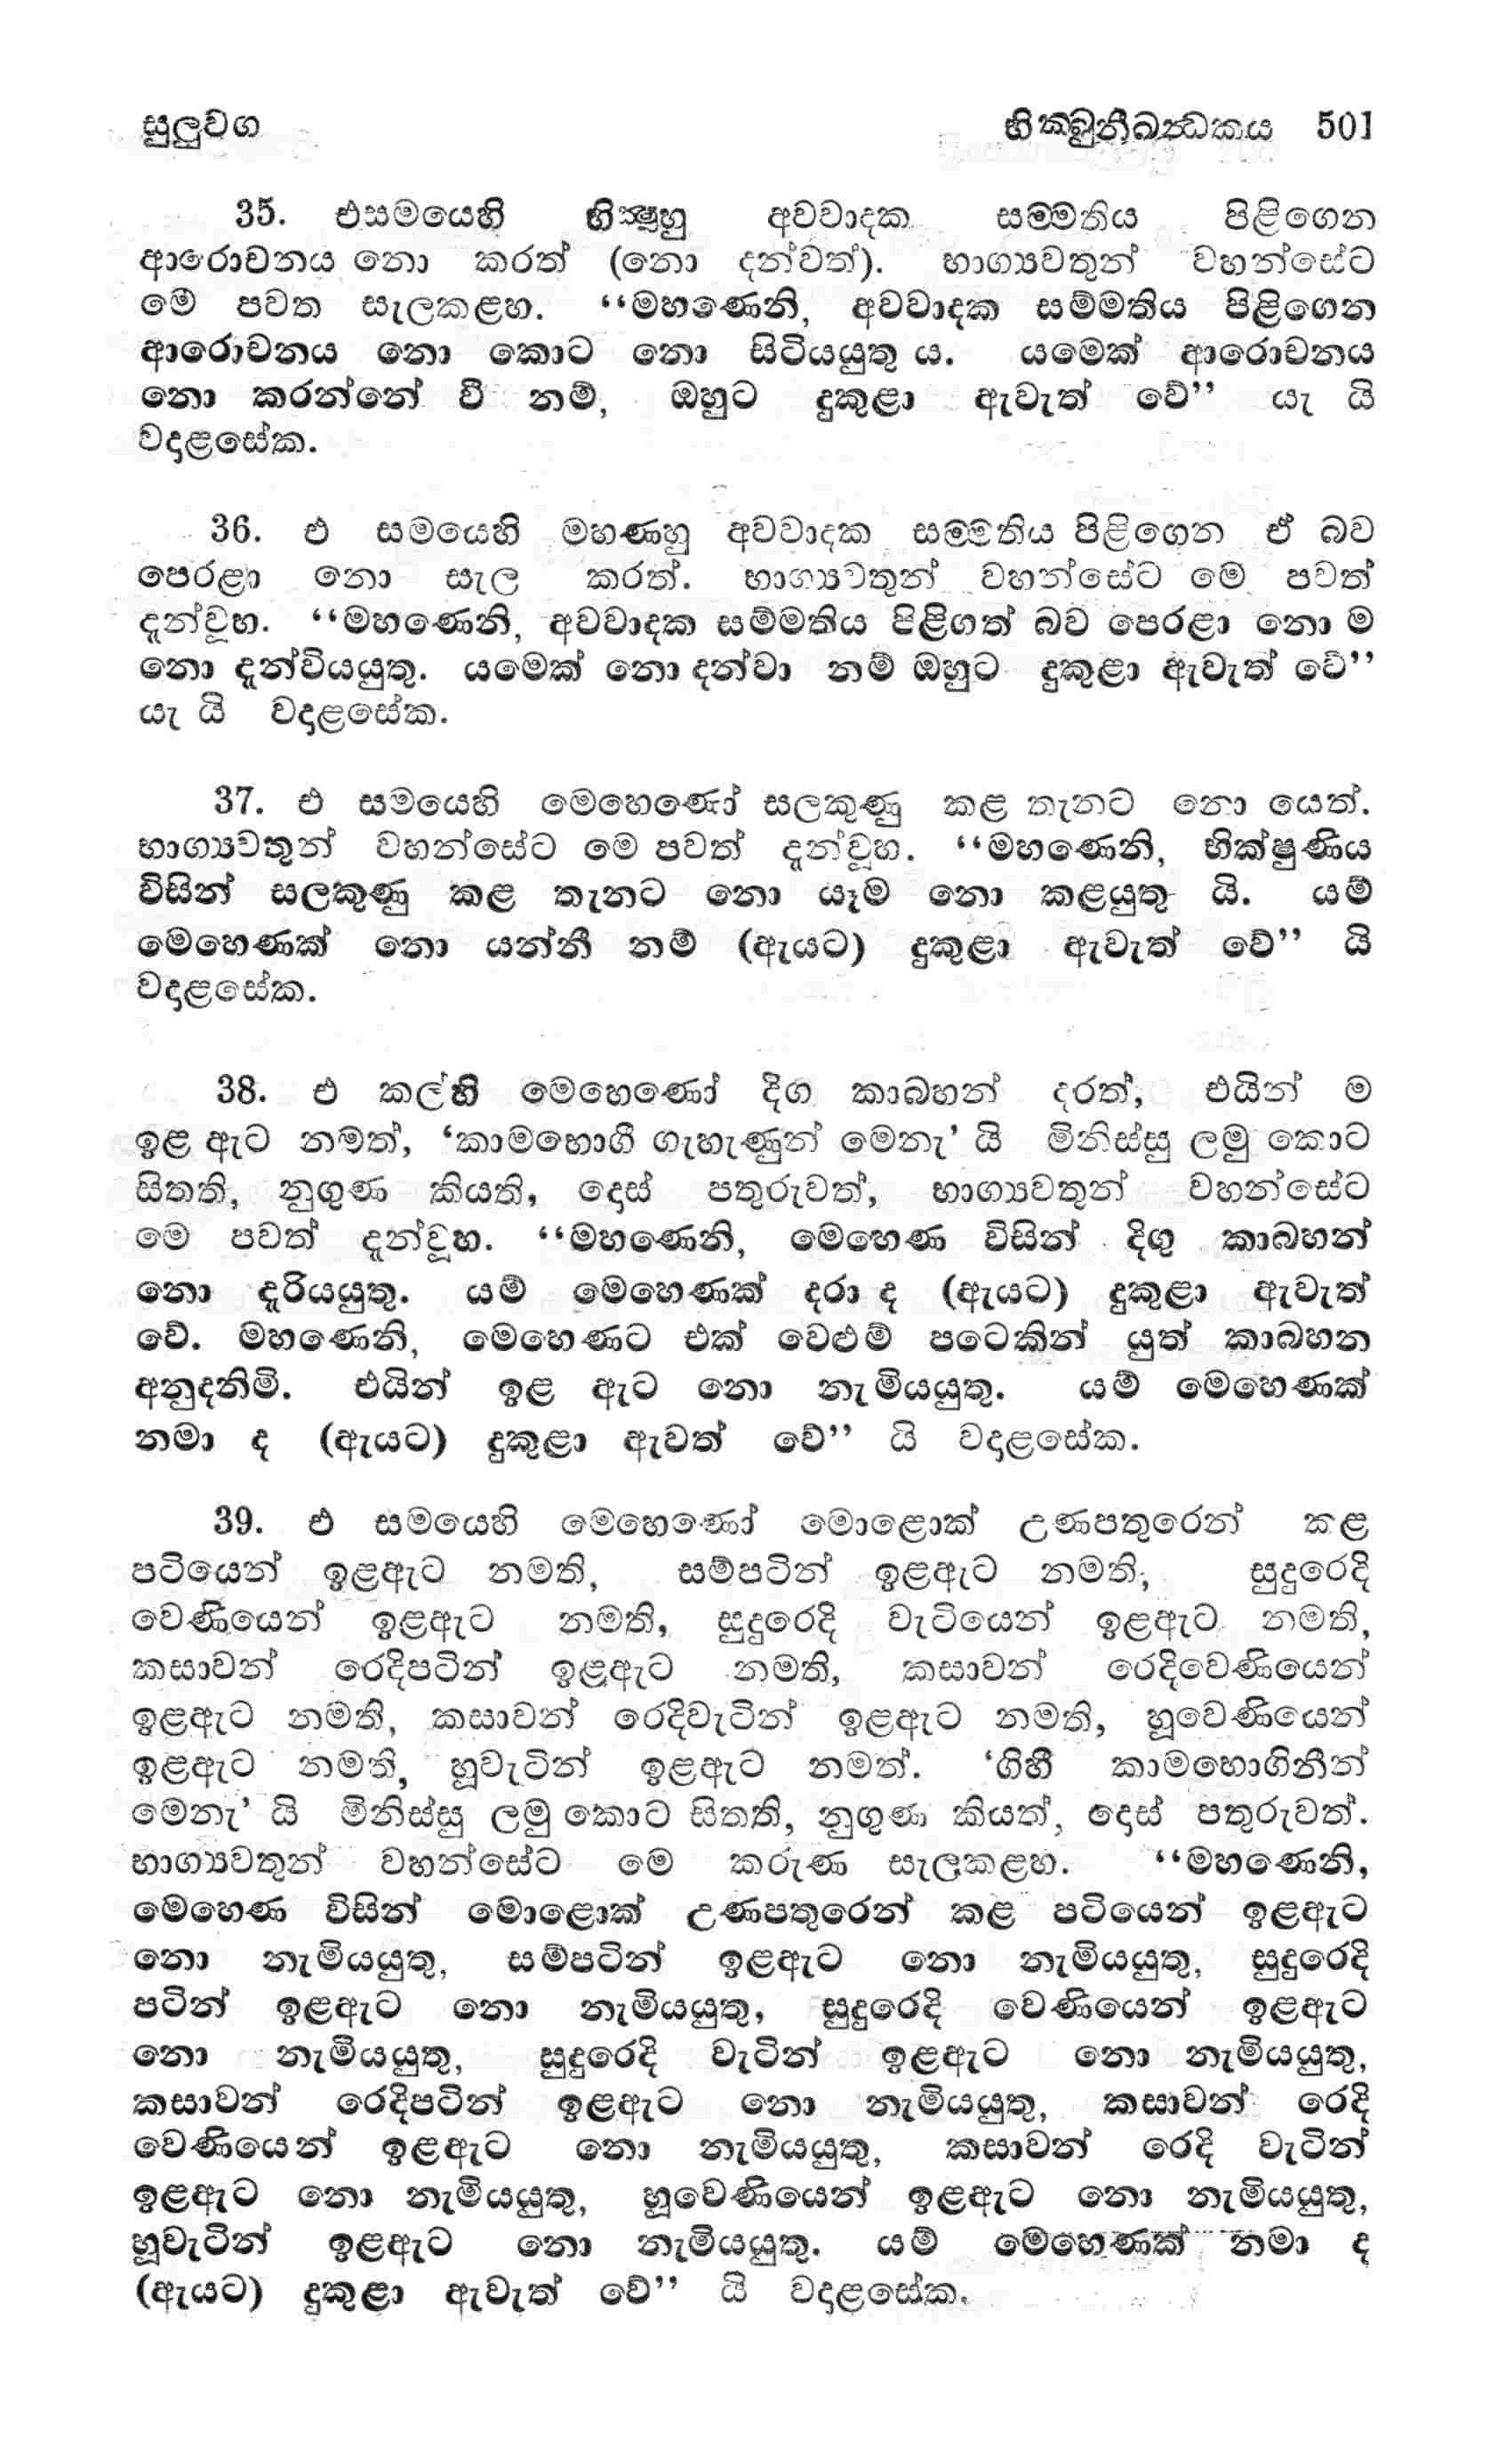 සුලුවග භික්ඛුනීඛන්ධකය 501
35. එසමයෙහි භික්‍ෂූහු අවවාදක සම්මතිය පිළිගෙන
ආරොචනය නො කරත් (නො දන්වත්). භාග්‍යවතුන් වහන්සේට
මෙ පවත සැලකළහ. “මහණෙනි, අවවාදක සම්මතිය පිළිගෙන
ආරොචනය නො කොට නො සිටියයුතු ය. යමෙක් ආරොචනය
නො කරන්නේ වී නම්, ඔහුට දුකුළා ඇවැත් වේ” යැ යි
වදාළසේක.
36. එ සමයෙහි මහණහු අවවාදක සම්මතිය පිළිගෙන ඒ බව
පෙරළා නො සැල කරත්. භාග්‍යවතුන් වහන්සේට මෙ පවත්
දැන්වූහ. “මහණෙනි, අවවාදක සම්මතිය පිළිගත් බව පෙරළා නො ම
නො දැන්වියයුතු. යමෙක් නො දන්වා නම් ඔහුට දුකුළා ඇවැත් වේ”
යැ යි වදාළසේක.
37. එ සමයෙහි මෙහෙණෝ සලකුණු කළ තැනට නො යෙත්.
භාග්‍යවතුන් වහන්සේට මෙ පවත් දැන්වූහ. “මහණෙනි, භික්ෂුණිය
විසින් සලකුණු කළ තැනට නො යෑම නො කළයුතු යි. යම්
මෙහෙණක් නො යන්නී නම් (ඇයට) දුකුළා ඇවැත් වේ” යි
වදාළසේක.
38. එ කල්හි මෙහෙණෝ දිග කාබහන් දරත්, එයින් ම
ඉළ ඇට නමත්, ‘කාමභොගී ගැහැණුන් මෙනැ’ යි මිනිස්සු ලමු කොට
සිතති, නුගුණ කියති, දොස් පතුරුවත්, භාග්‍යවතුන් වහන්සේට
මෙ පවත් දැන්වූහ. “මහණෙනි, මෙහෙණ විසින් දිගු කාබහන්
නො දැරියයුතු. යම් මෙහෙණක් දරා ද (ඇයට) දුකුළා ඇවැත්
වේ. මහණෙනි, මෙහෙණට එක් වෙළුම් පටෙකින් යුත් කාබහන
අනුදනිමි. එයින් ඉළ ඇට නො නැමියයුතු. යම් මෙහෙණක්
නමා ද (ඇයට) දුකුළා ඇවත් වේ” යි වදාළසේක.
39. එ සමයෙහි මෙහෙණෝ මොළොක් උණපතුරෙන් කළ
පටියෙන් ඉළඇට නමති, සම්පටින් ඉළඇට නමති, සුදුරෙදි
වෙණියෙන් ඉළඇට නමති, සුදුරෙදි වැටියෙන් ඉළඇට නමති,
කසාවන් රෙදිපටින් ඉළඇට නමති, කසාවන් රෙදිවෙණියෙන්
ඉළඇට නමති, කසාවන් රෙදිවැටින් ඉළඇට නමති, හූවෙණියෙන්
ඉළඇට නමති, හූවැටින් ඉළඇට නමත්. ‘ගිහී කාමභොගිනීන්
මෙනැ’ යි මිනිස්සු ලමු කොට සිතති, නුගුණ කියත්, දොස් පතුරුවත්.
භාග්‍යවතුන් වහන්සේට මෙ කරුණ සැලකළහ. “මහණෙනි,
මෙහෙණ විසින් මොළොක් උණපතුරෙන් කළ පටියෙන් ඉළඇට
නො නැමියයුතු, සම්පටින් ඉළඇට නො නැමියයුතු, සුදුරෙදි
පටින් ඉළඇට නො නැමියයුතු, සුදුරෙදි වෙණියෙන් ඉළඇට
නො නැමියයුතු, සුදුරෙදි වැටින් ඉළඇට නො නැමියයුතු,
කසාවන් රෙදිපටින් ඉළඇට නො නැමියයුතු, කසාවන් රෙදි
වෙණියෙන් ඉළඇට නො නැමියයුතු, කසාවන් රෙදි වැටින්
ඉළඇට නො නැමියයුතු, හූවෙණියෙන් ඉළඇට නො නැමියයුතු,
හූවැටින් ඉළඇට නො නැමියයුතු. යම් මෙහෙණක් නමා ද
(ඇයට) දුකුළා ඇවැත් වේ” යි වදාළසේක.